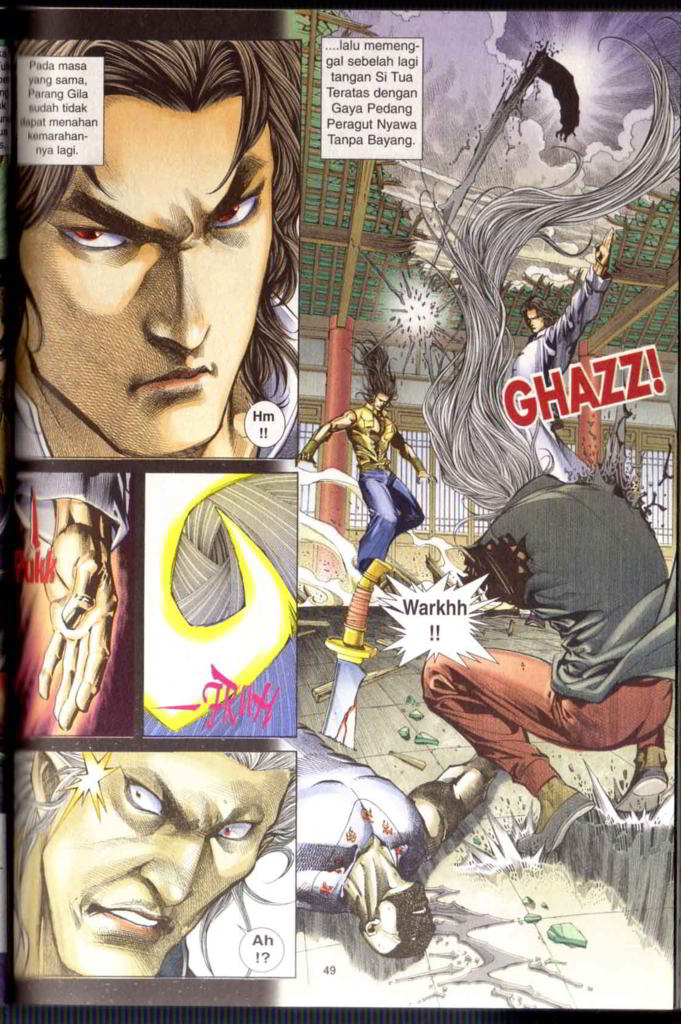 Pada masa
yang sama,
Parang Gila
sudah tidak
dapat menahan
kemarahan-
nya lagi.
....lalu memeng-
gal sebelah lagi
tangan Si Tua
Teratas dengan
Gaya Pedang
Peragut Nyawa
Tanpa Bayang.
Hm
!!
GHAZZ!
Warkhh
!!
Ah
!?
49